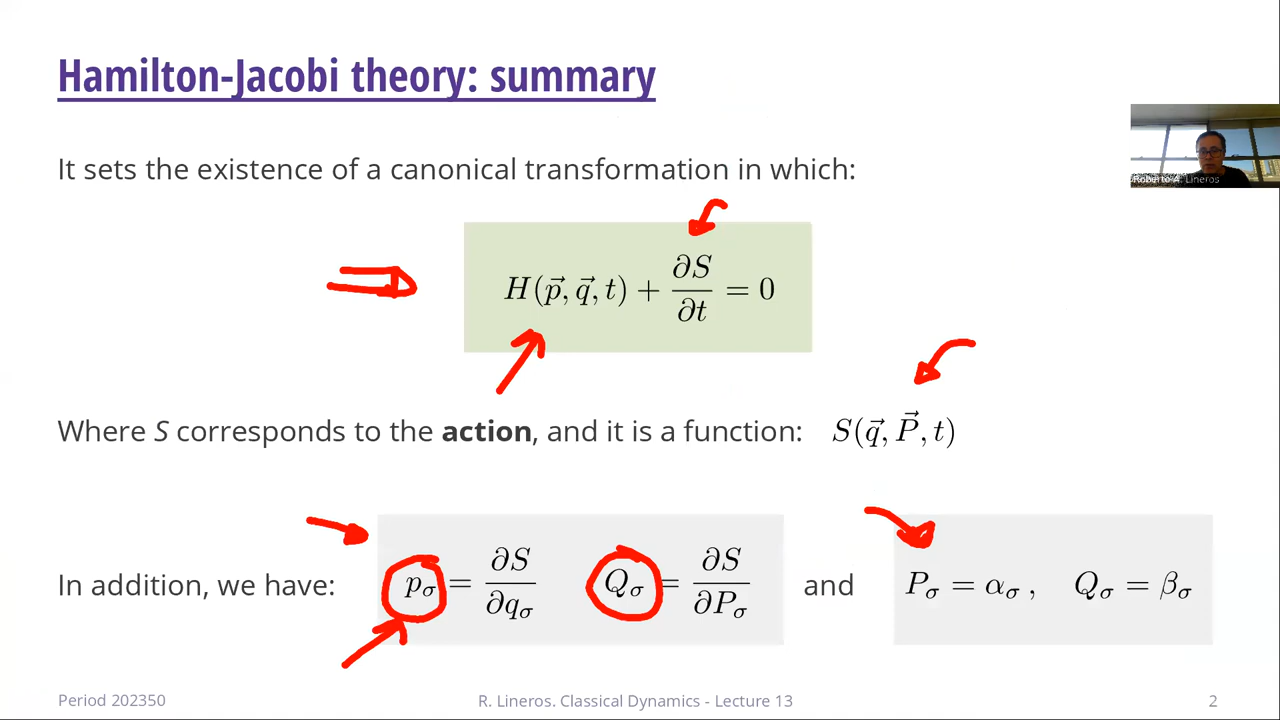 Hamilton-Jacobi theory: summary
It sets the existence of a canonical transformation in which:
Roberto A. Lineros
H(p⃗, q⃗, t) + ∂S/∂t = 0
Where S corresponds to the action, and it is a function: S(q⃗, P⃗, t)
In addition, we have: p_σ = ∂S/∂q_σ Q_σ = ∂S/∂P_σ and P_σ = α_σ , Q_σ = β_σ
Period 202350 R. Lineros. Classical Dynamics - Lecture 13 2